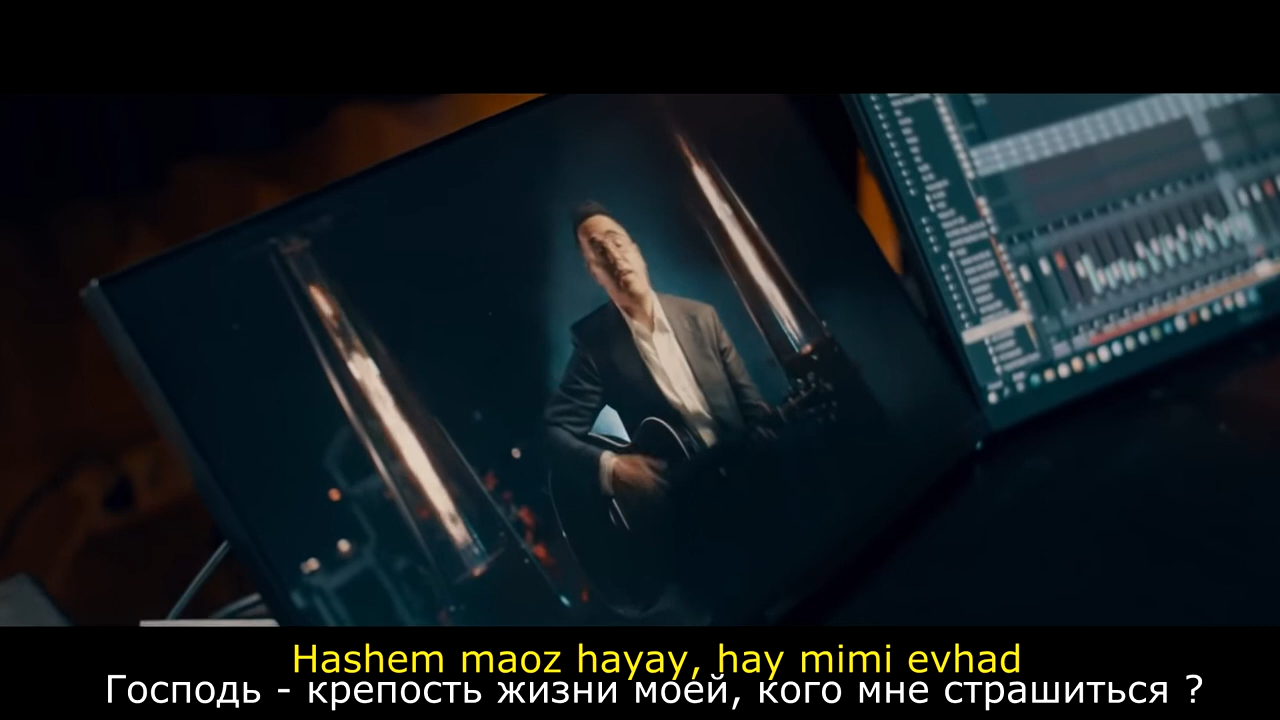 Hashem maoz hayay, hay mimi evhad
Господь - крепость жизни моей, кого мне страшиться ?